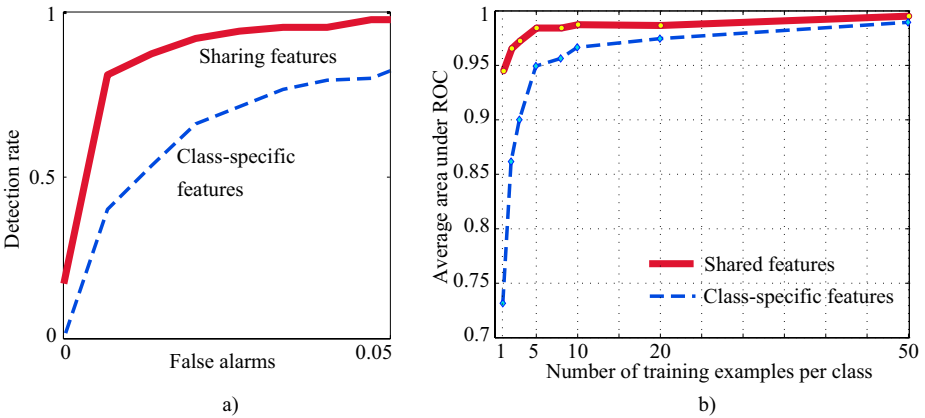 1
0.5
0
Detection rate
Sharing features
Class-specific
features
0
0.05
False alarms
a)
1
0.95
0.9
0.85
0.8
0.75
0.7
Average area under ROC
Shared features
Class-specific features
1 5 10 20 50
Number of training examples per class
b)